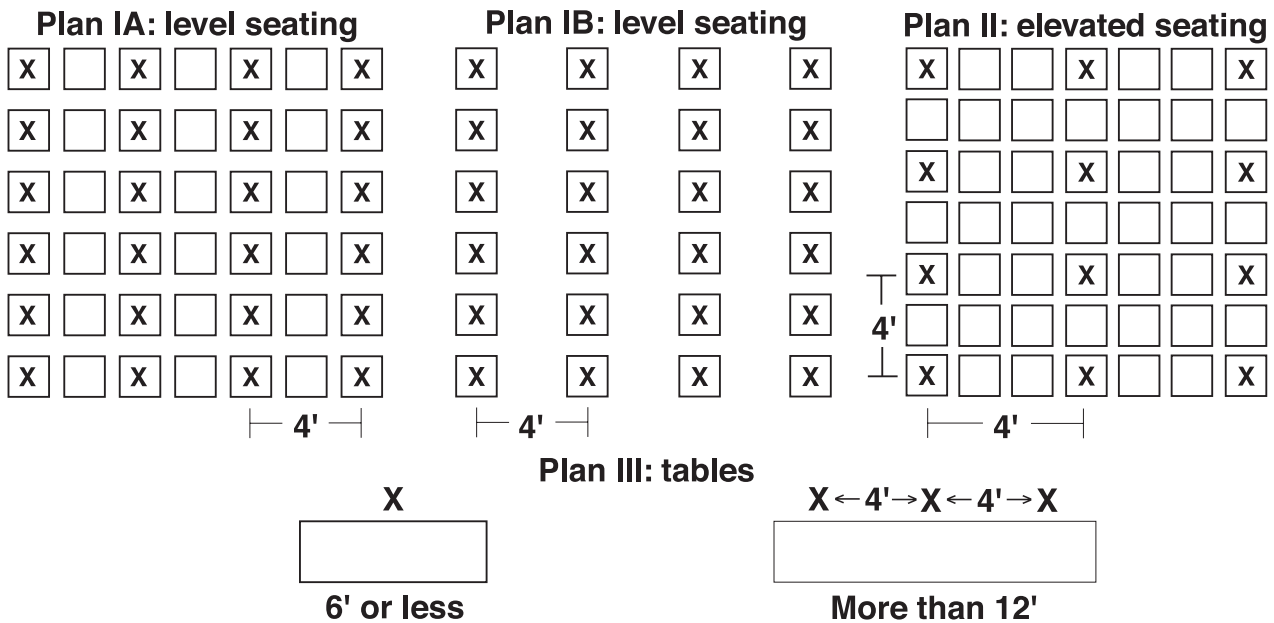 Plan IA: level seating
X X X X
X X X X
X X X X
X X X X
X X X X
X X X X
4'
Plan IB: level seating
X X X X
X X X X
X X X X
X X X X
X X X X
X X X X
4'
Plan II: elevated seating
X X X
X X X
X X X
4'
X X X
4'
Plan III: tables
X
6' or less
X ← 4' → X ← 4' → X
More than 12'